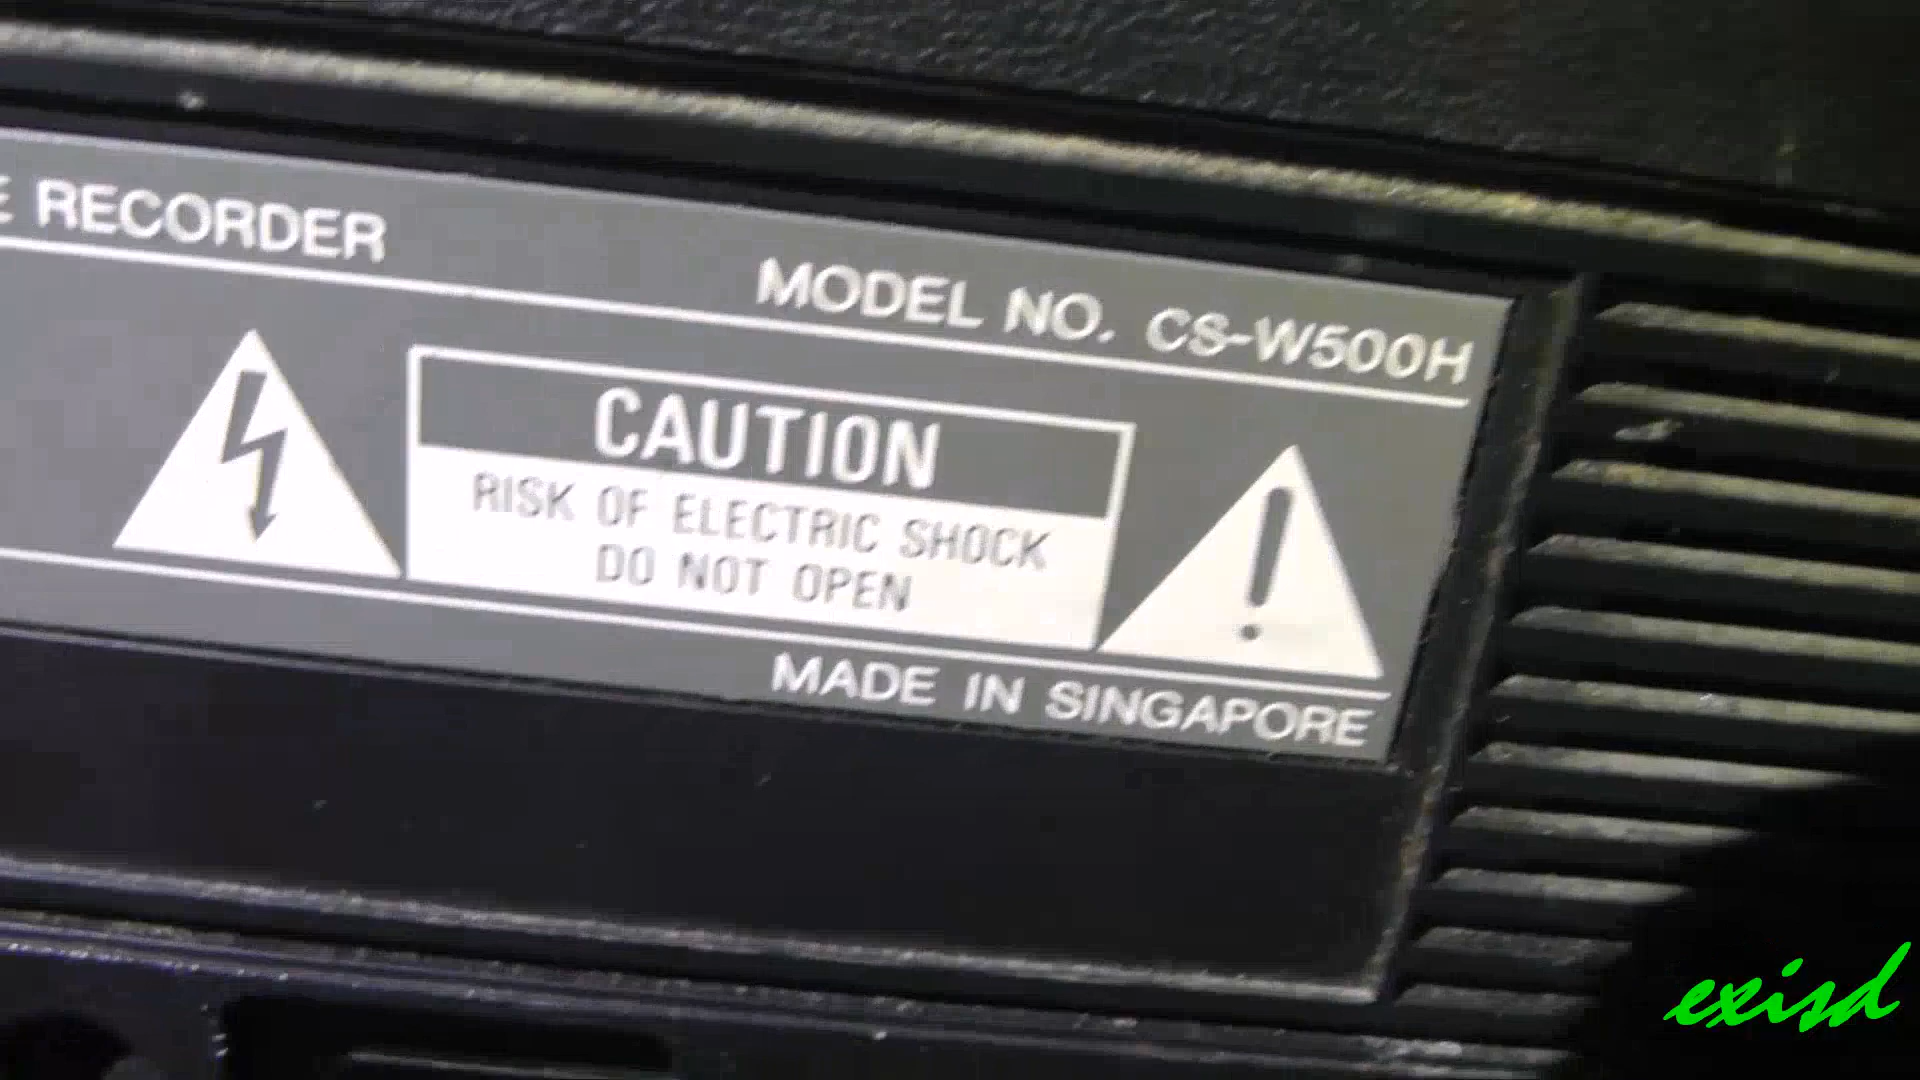 E RECORDER
MODEL NO. CS-W500H
CAUTION
RISK OF ELECTRIC SHOCK
DO NOT OPEN
MADE IN SINGAPORE
exisd